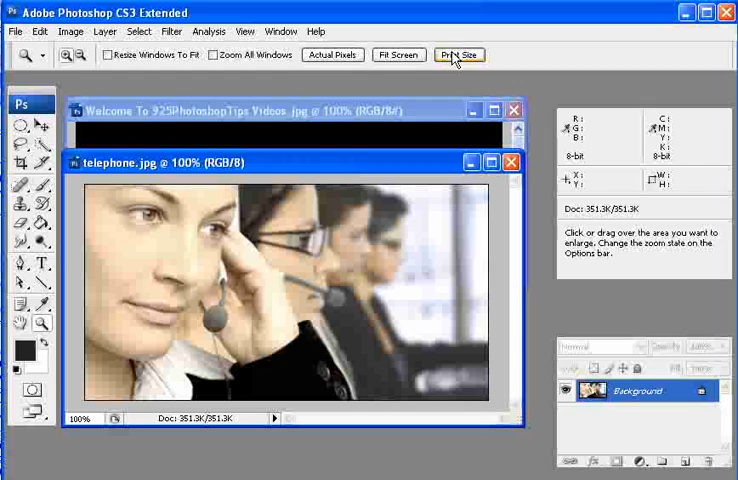 Adobe Photoshop CS3 Extended
File Edit Image Layer Select Filter Analysis View Window Help
Resize Windows To Fit Zoom All Windows Actual Pixels Fit Screen Print Size
Ps
Welcome To 925PhotoshopTips Videos.jpg @ 100% (RGB/8#)
telephone.jpg @ 100% (RGB/8)
R: C:
G: M:
B: Y:
K:
8-bit 8-bit
X: W:
Y: H:
Doc: 351.3K/351.3K
Click or drag over the area you want to
enlarge. Change the zoom state on the
Options bar.
Normal Opacity:
Fill:
Background
100% Doc: 351.3K/351.3K